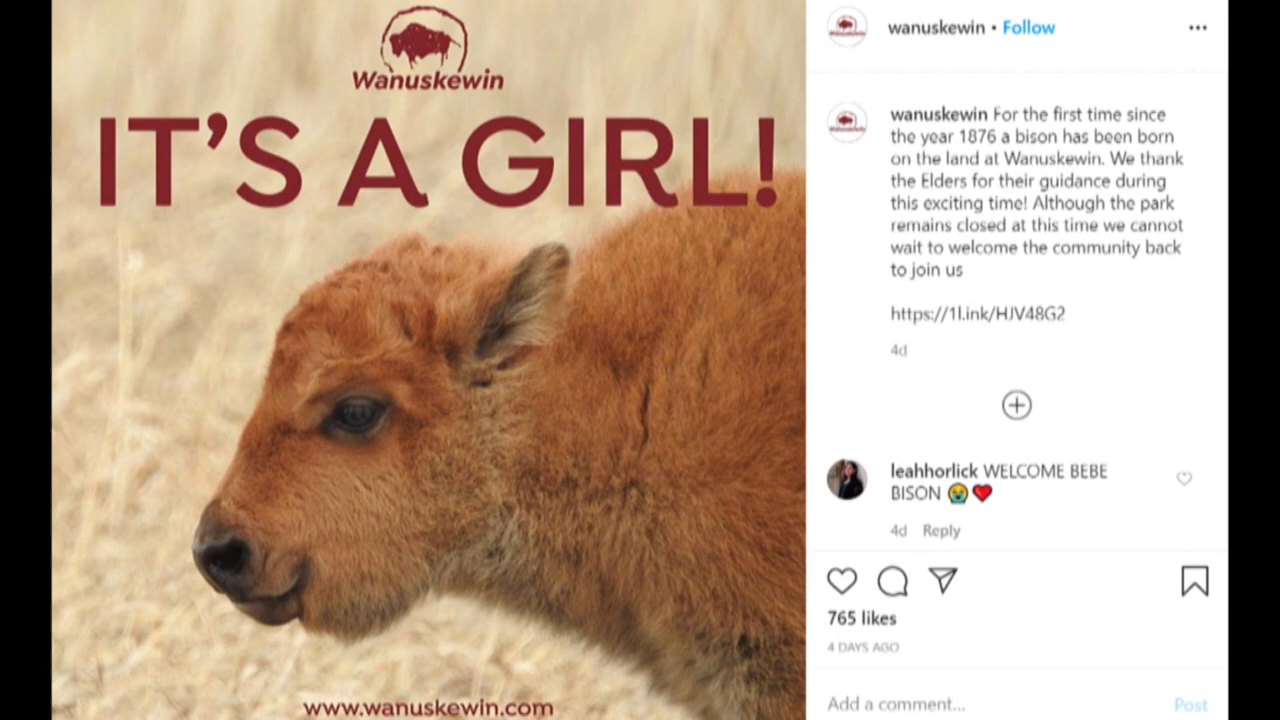 Wanuskewin
IT'S A GIRL!
www.wanuskewin.com
wanuskewin • Follow
wanuskewin For the first time since
the year 1876 a bison has been born
on the land at Wanuskewin. We thank
the Elders for their guidance during
this exciting time! Although the park
remains closed at this time we cannot
wait to welcome the community back
to join us
https://1l.ink/HJV48G2
4d
leahhorlick WELCOME BEBE
BISON 😭❤️
4d Reply
765 likes
4 DAYS AGO
Add a comment... Post